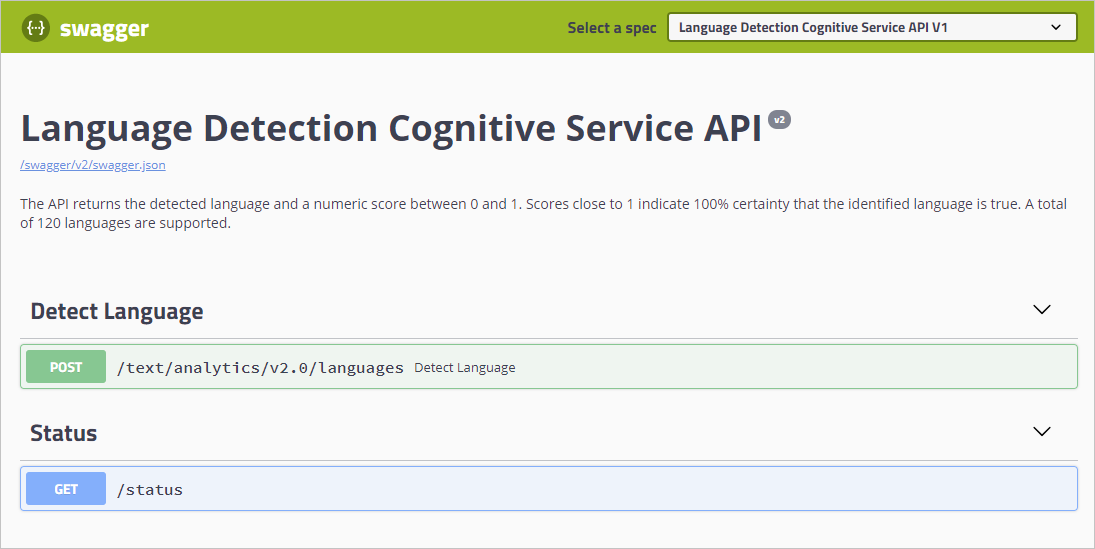 {··} swagger
Select a spec
Language Detection Cognitive Service API V1
Language Detection Cognitive Service API v2
/swagger/v2/swagger.json
The API returns the detected language and a numeric score between 0 and 1. Scores close to 1 indicate 100% certainty that the identified language is true. A total
of 120 languages are supported.
Detect Language
POST /text/analytics/v2.0/languages Detect Language
Status
GET /status